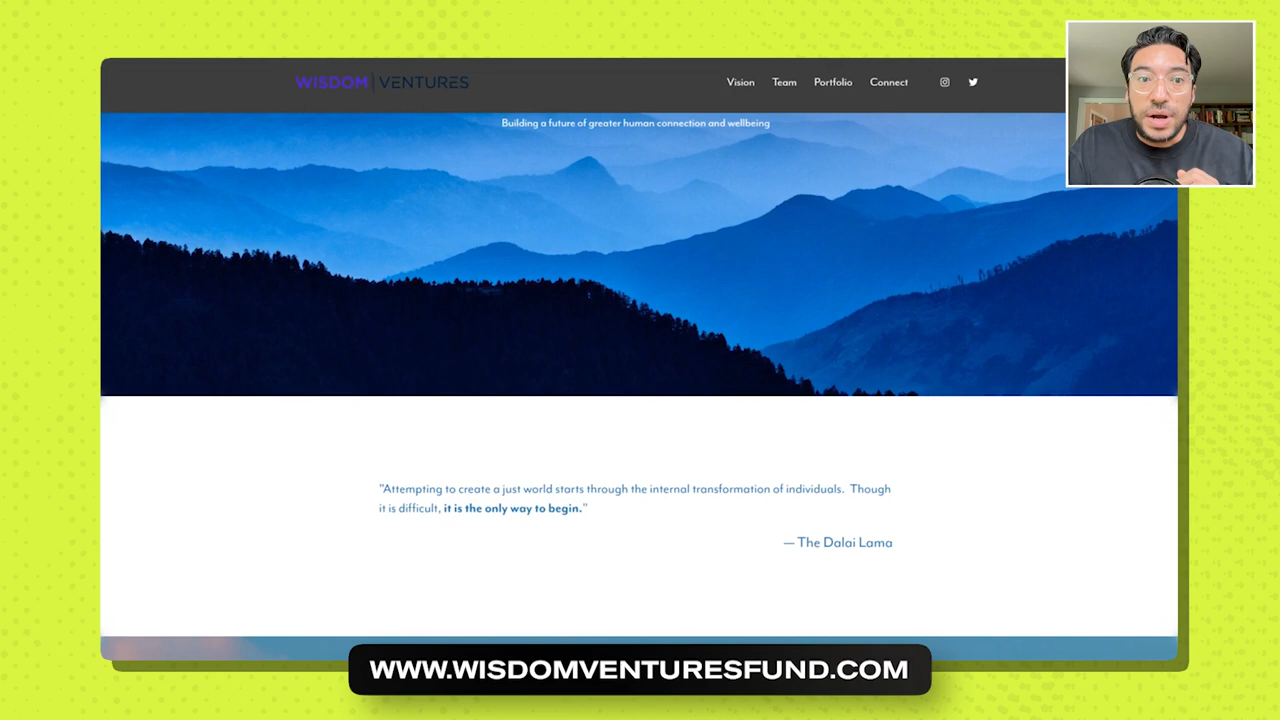 WISDOM | VENTURES
Vision Team Portfolio Connect
Building a future of greater human connection and wellbeing
"Attempting to create a just world starts through the internal transformation of individuals.  Though
it is difficult, it is the only way to begin."
— The Dalai Lama
WWW.WISDOMVENTURESFUND.COM